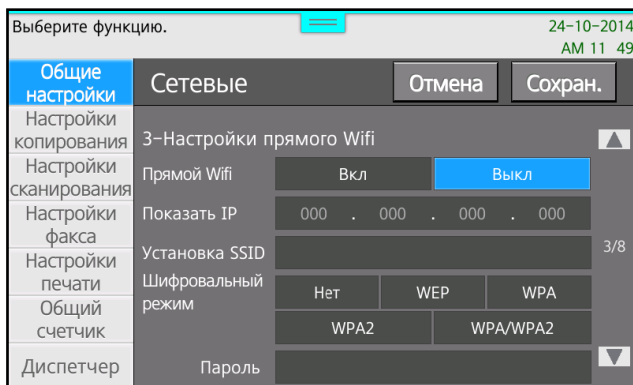 Выберите функцию.
24-10-2014
AM 11 49
Общие
настройки
Сетевые
Отмена
Сохран.
Настройки
копирования
Настройки
сканирования
Настройки
факса
Настройки
печати
Общий
счетчик
Диспетчер
3-Настройки прямого Wifi
Прямой Wifi
Вкл
Выкл
Показать IP
000 . 000 . 000 . 000
Установка SSID
3/8
Шифровальный
режим
Нет
WEP
WPA
WPA2
WPA/WPA2
Пароль